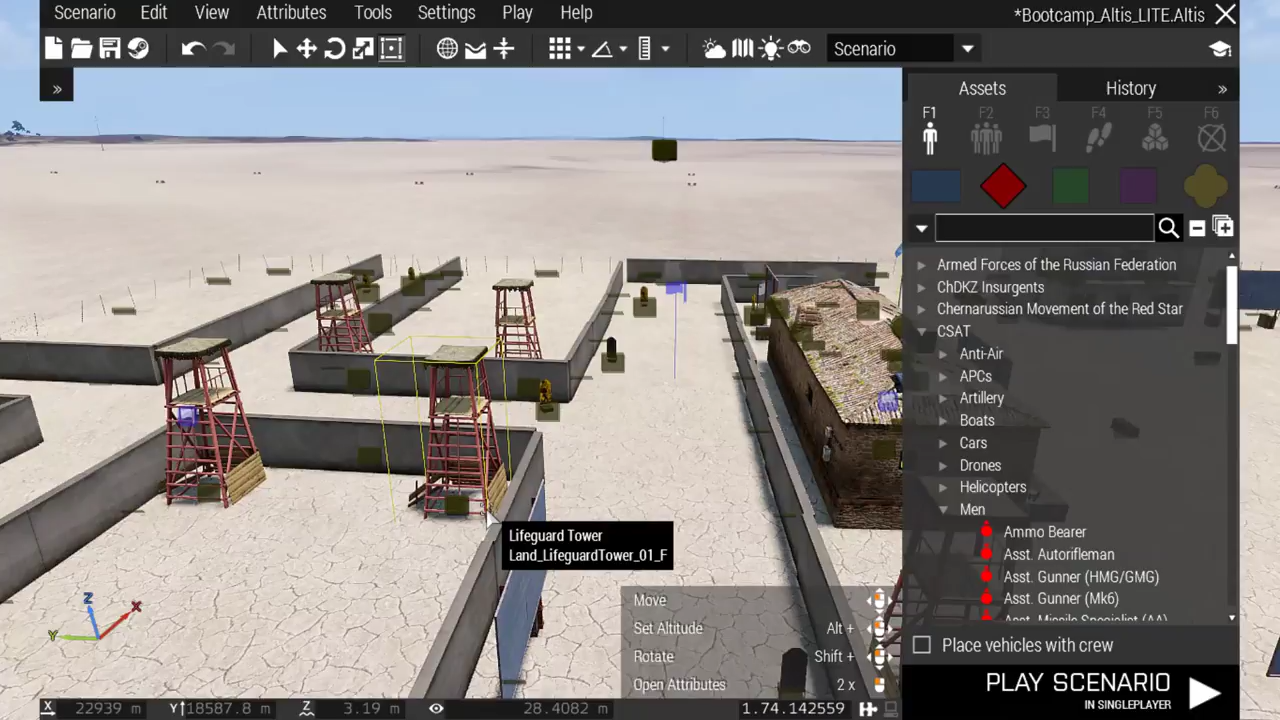 Scenario Edit View Attributes Tools Settings Play Help *Bootcamp_Altis_LITE.Altis
Scenario
Assets History »
»
F1 F2 F3 F4 F5 F6
Armed Forces of the Russian Federation
ChDKZ Insurgents
Chernarussian Movement of the Red Star
CSAT
Anti-Air
APCs
Artillery
Boats
Cars
Drones
Helicopters
Men
Ammo Bearer
Asst. Autorifleman
Asst. Gunner (HMG/GMG)
Asst. Gunner (Mk6)
Asst. Missile Specialist (AA)
Lifeguard Tower
Land_LifeguardTower_01_F
Move
Set Altitude Alt +
Rotate Shift +
Open Attributes 2 x
Place vehicles with crew
PLAY SCENARIO
IN SINGLEPLAYER
Z
X
Y
X 22939 m Y 18587.8 m Z 3.19 m 28.4082 m 1.74.142559